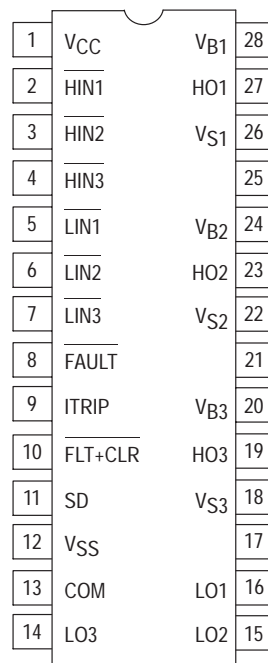 1 VCC VB1 28
2 HIN1 HO1 27
3 HIN2 VS1 26
4 HIN3 25
5 LIN1 VB2 24
6 LIN2 HO2 23
7 LIN3 VS2 22
8 FAULT 21
9 ITRIP VB3 20
10 FLT+CLR HO3 19
11 SD VS3 18
12 VSS 17
13 COM LO1 16
14 LO3 LO2 15